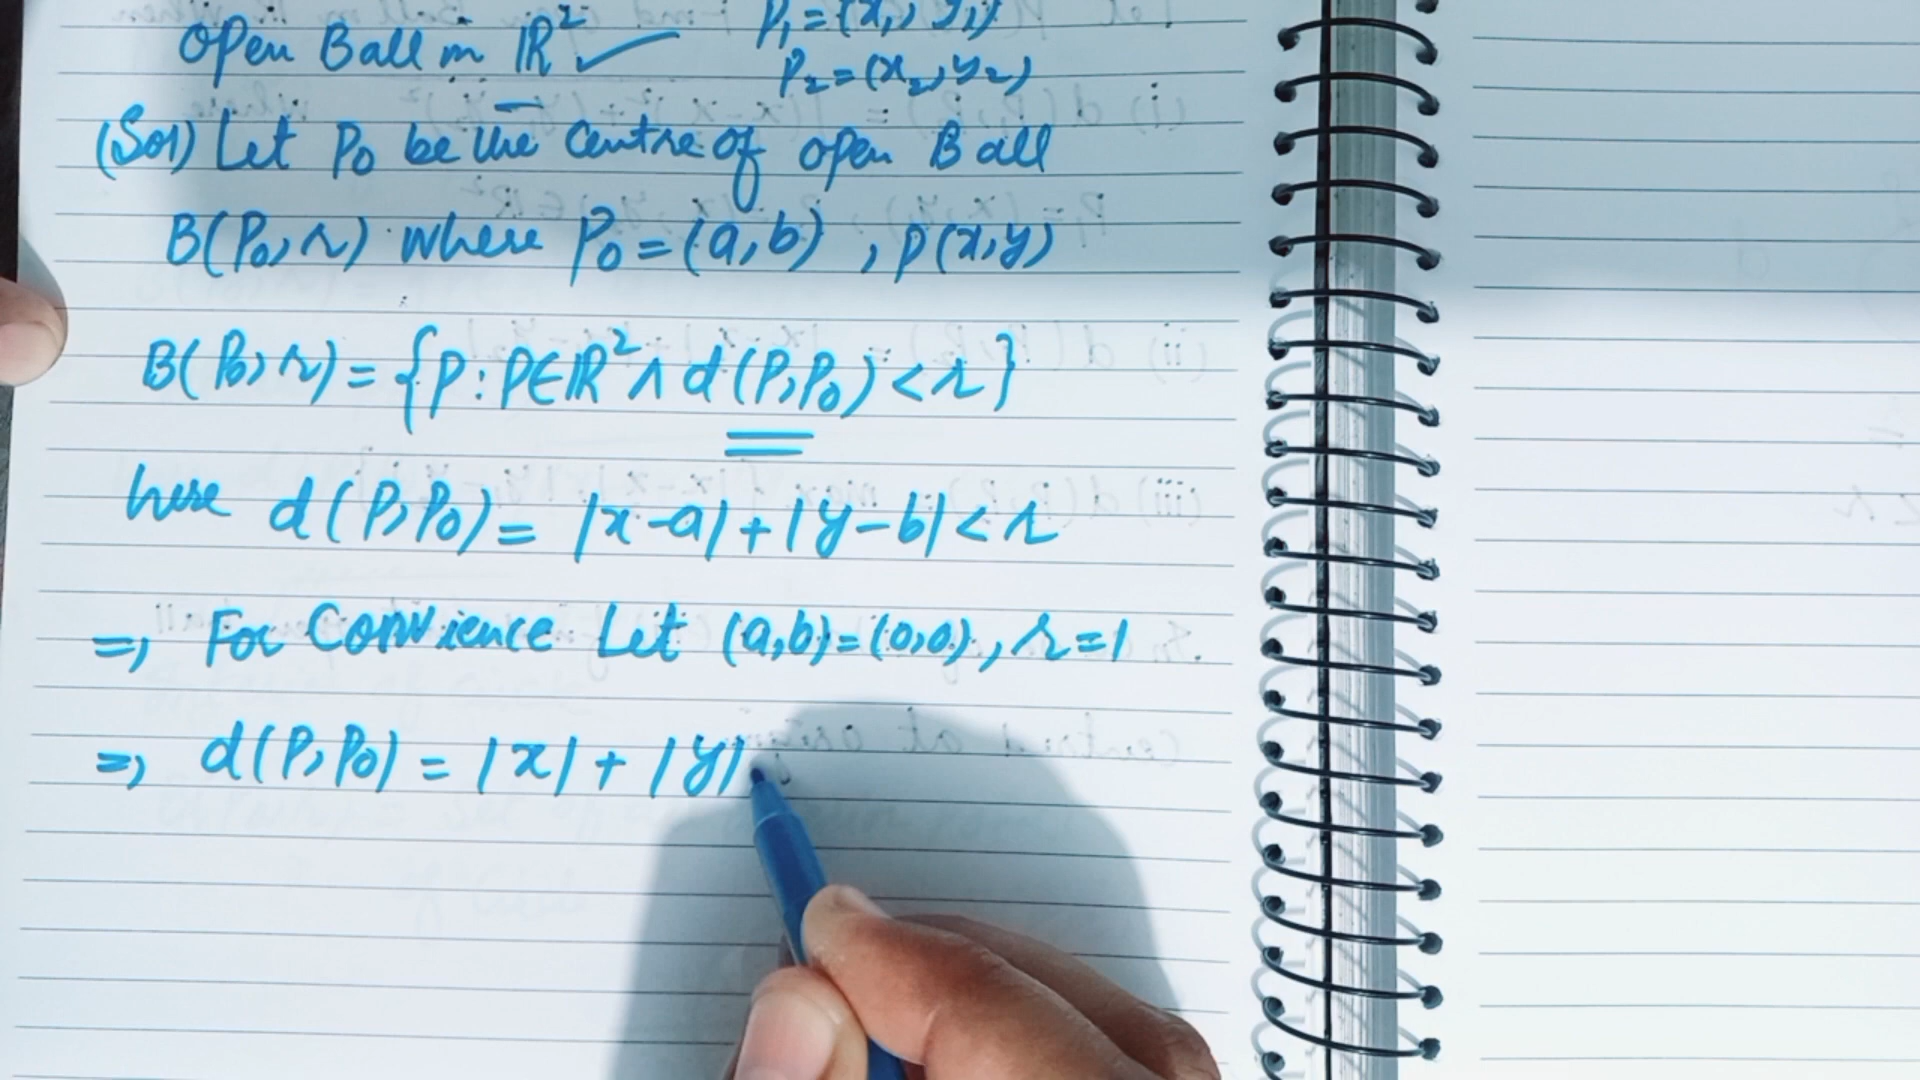 Open Ball in ℝ² ✓ P₁ = (x₁, y₁)
P₂ = (x₂, y₂)
(Sol) Let P₀ be the Centre of open Ball
B(P₀, r) where P₀ = (a, b) , P(x, y)
B(P₀, r) = {P : P∈ℝ² ∧ d(P, P₀) < r}
here d(P, P₀) = |x - a| + |y - b| < r
⇒, For Convience Let (a, b) = (0, 0), r = 1
⇒, d(P, P₀) = |x| + |y|